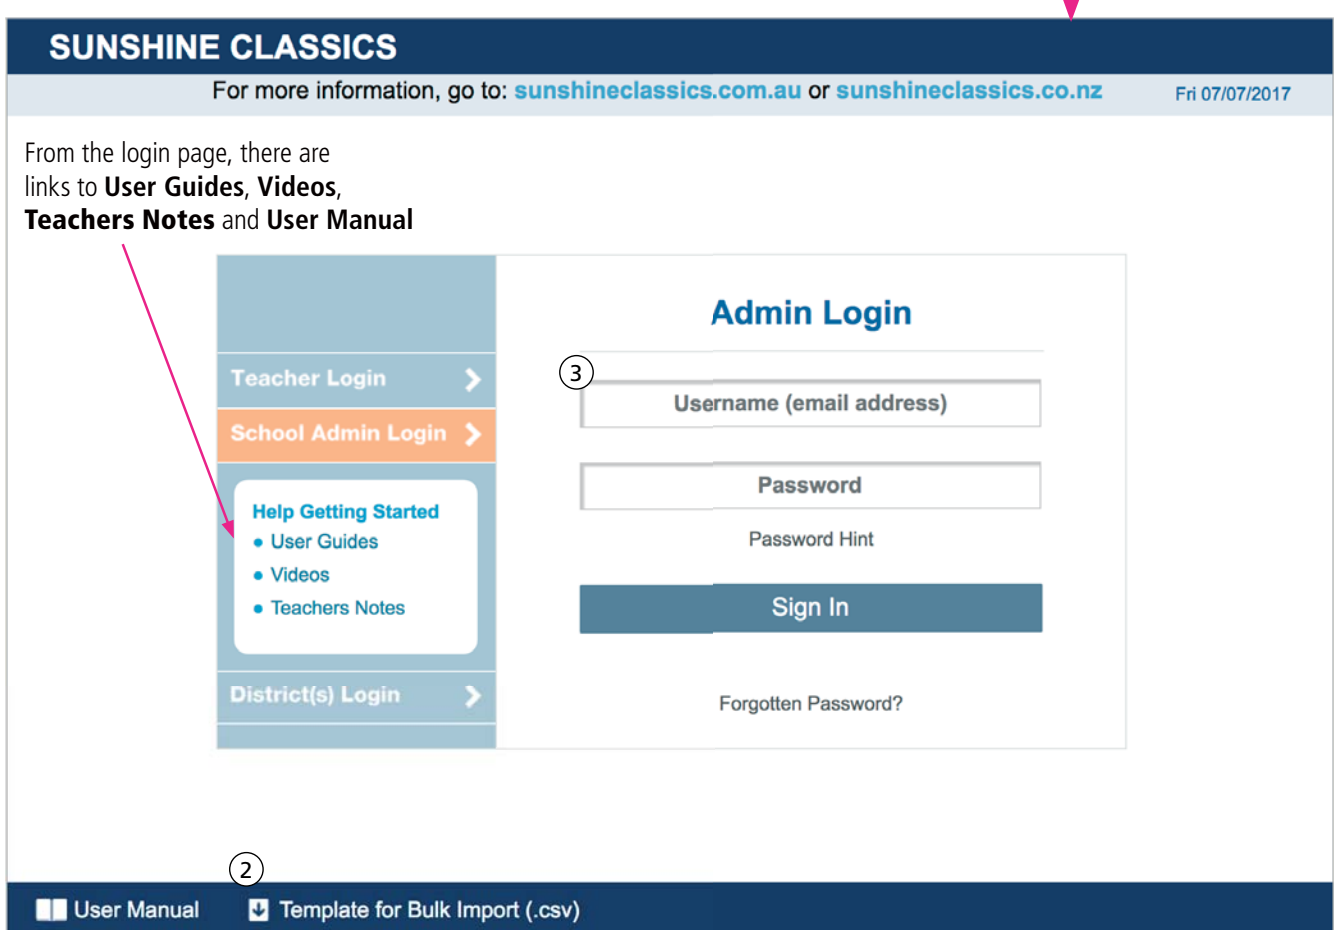 SUNSHINE CLASSICS
For more information, go to: sunshineclassics.com.au or sunshineclassics.co.nz
Fri 07/07/2017
From the login page, there are
links to User Guides, Videos,
Teachers Notes and User Manual
Teacher Login
School Admin Login
Help Getting Started
• User Guides
• Videos
• Teachers Notes
District(s) Login
Admin Login
3
Username (email address)
Password
Password Hint
Sign In
Forgotten Password?
2
User Manual
Template for Bulk Import (.csv)